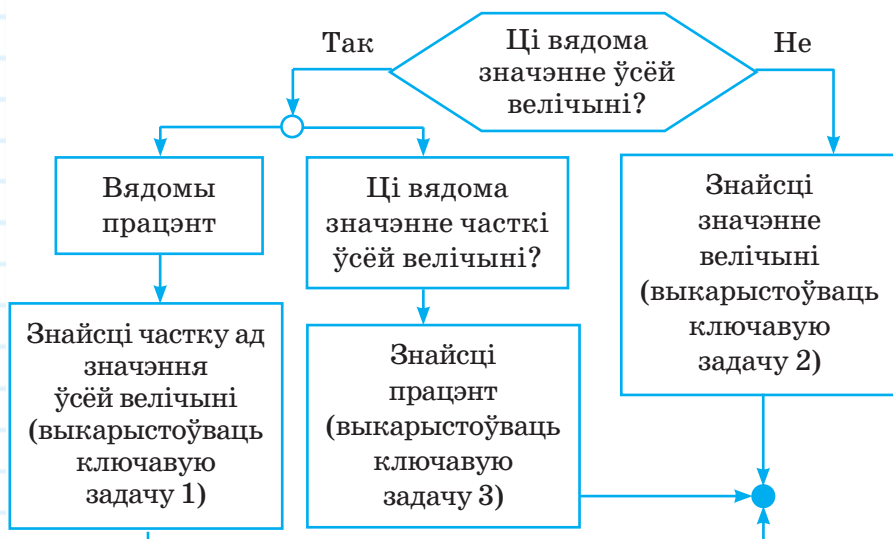 Так
Ці вядома
значэнне ўсёй
велічыні?
Не
Вядомы
працэнт
Ці вядома
значэнне часткі
ўсёй велічыні?
Знайсці
значэнне
велічыні
(выкарыстоўваць
ключавую
задачу 2)
Знайсці частку ад
значэння
ўсёй велічыні
(выкарыстоўваць
ключавую
задачу 1)
Знайсці
працэнт
(выкарыстоўваць
ключавую
задачу 3)